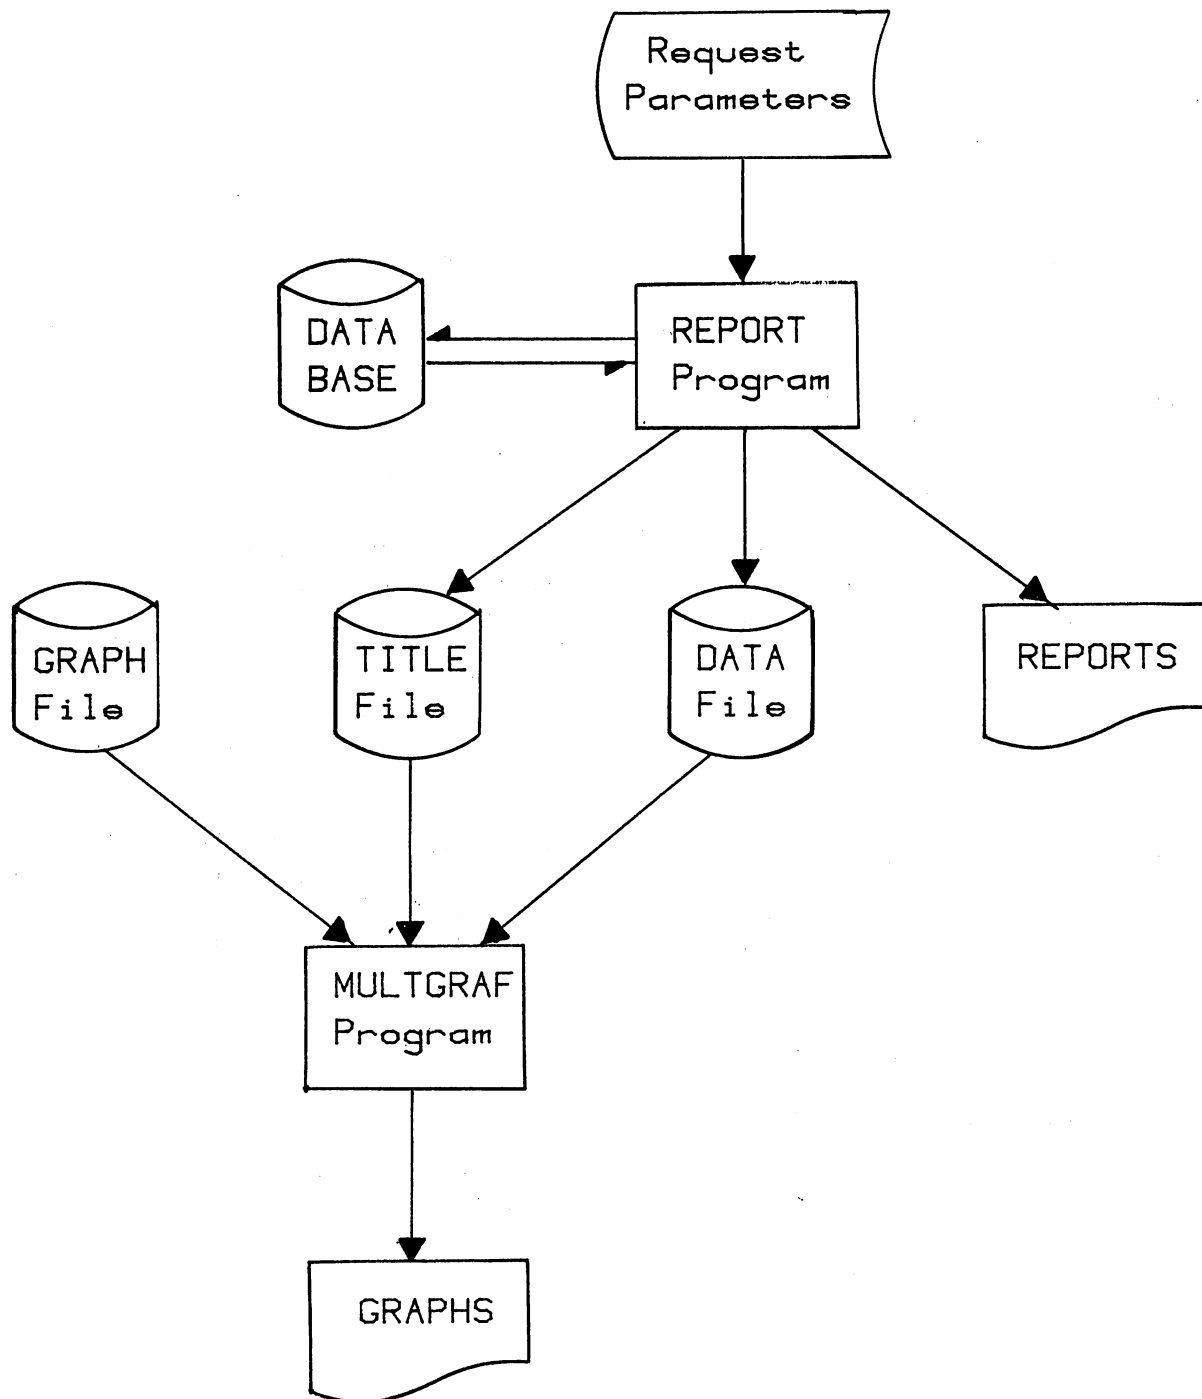 Request
Parameters
DATA
BASE
REPORT
Program
GRAPH
File
TITLE
File
DATA
File
REPORTS
MULTGRAF
Program
GRAPHS